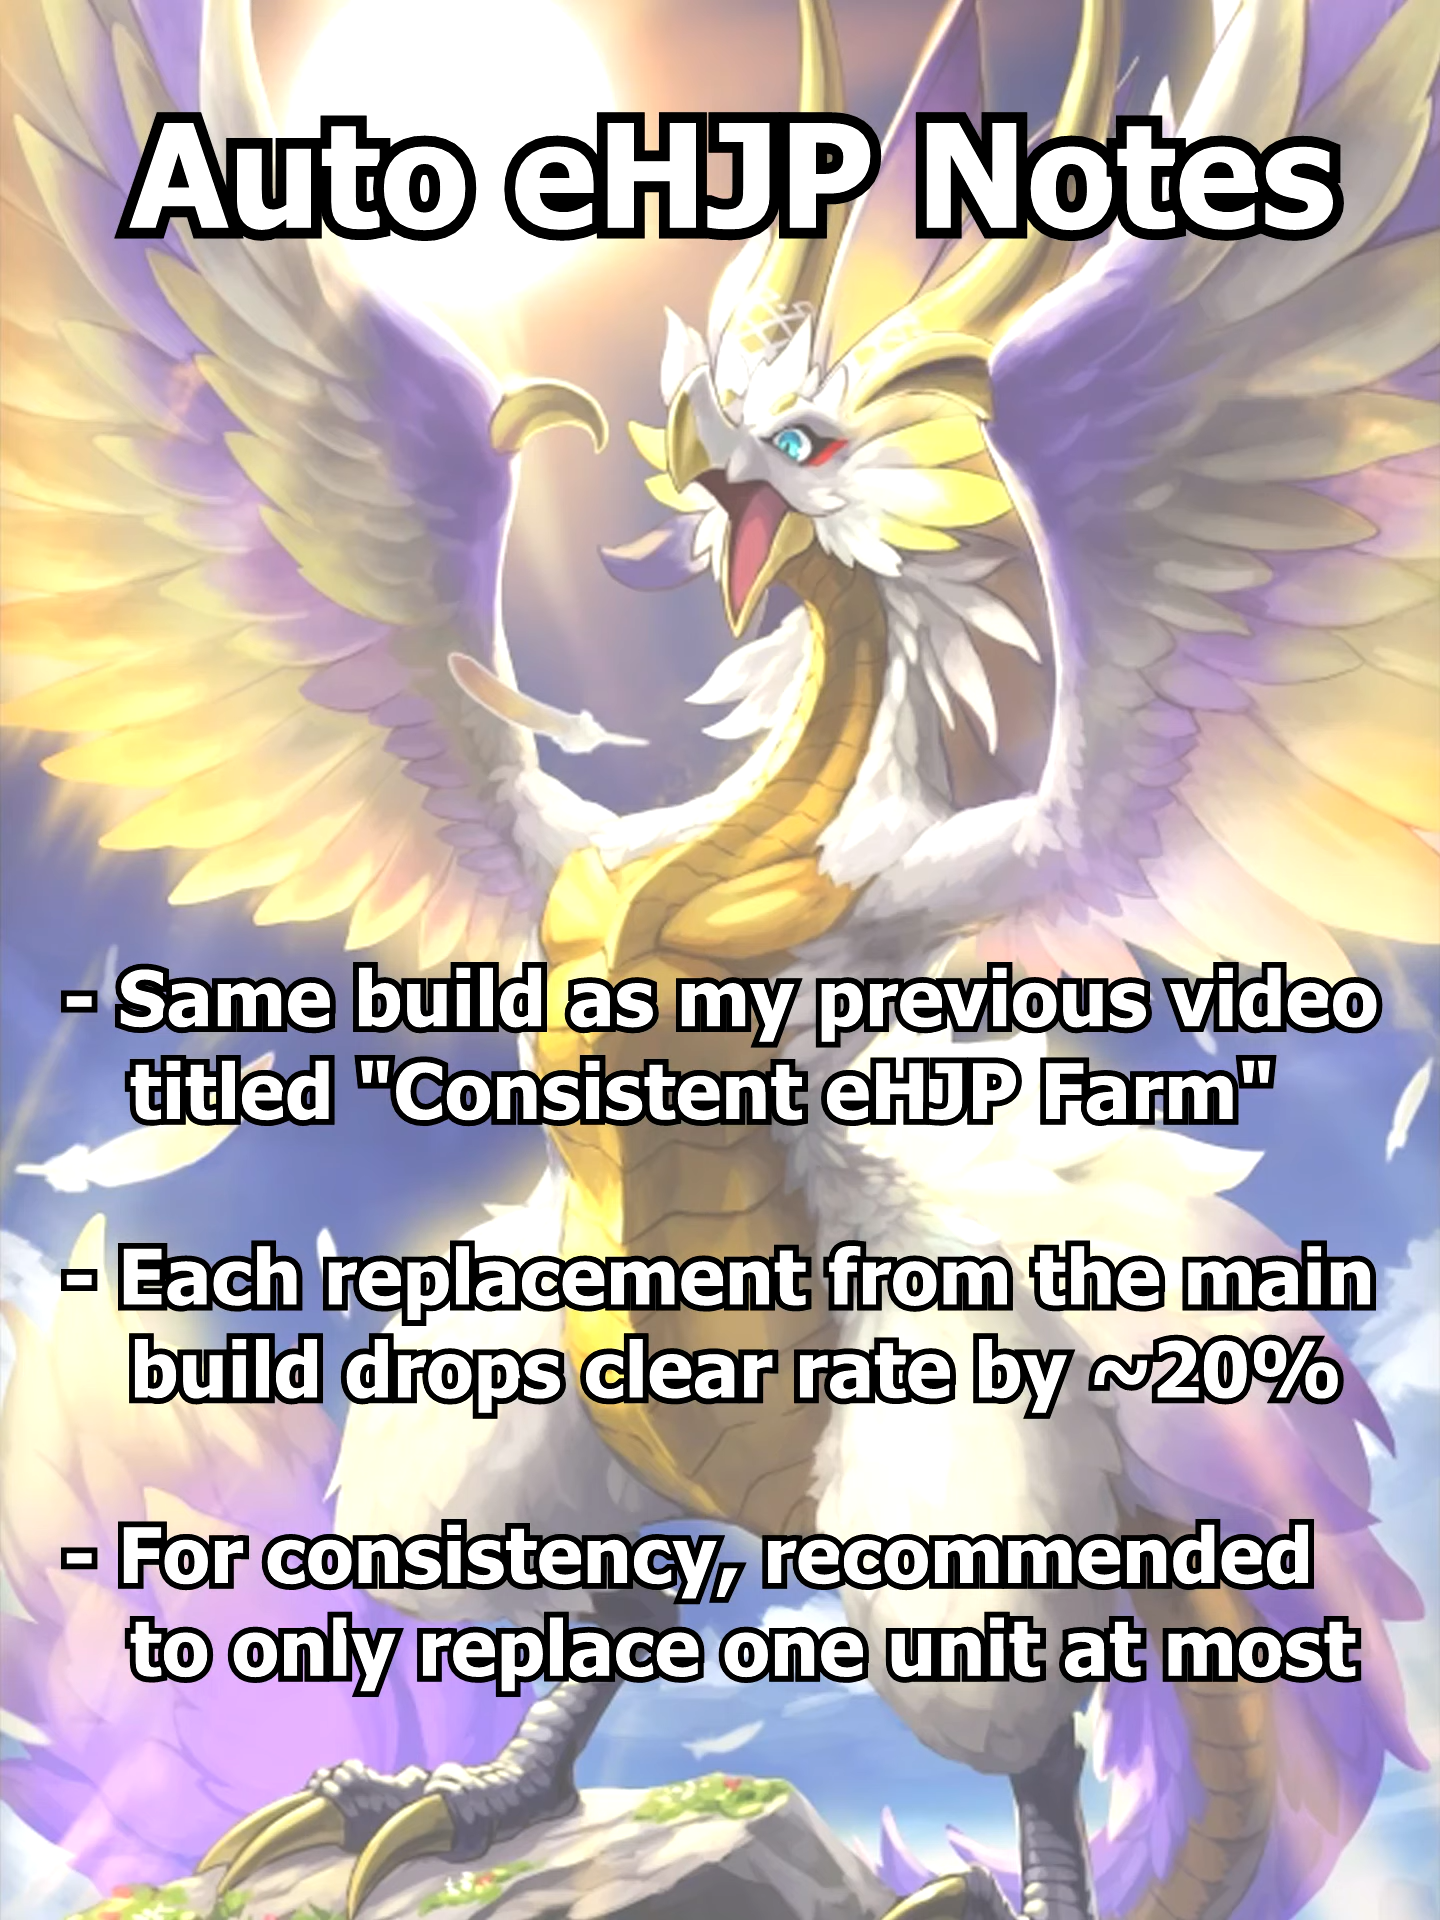 Auto eHJP Notes
- Same build as my previous video
titled "Consistent eHJP Farm"
- Each replacement from the main
build drops clear rate by ~20%
- For consistency, recommended
to only replace one unit at most